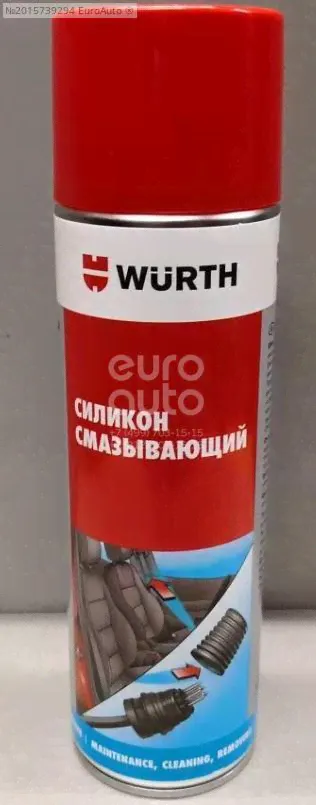 №2015739294 EuroAuto ®
WÜRTH
euro
auto
СИЛИКОН
СМАЗЫВАЮЩИЙ
+7 (499) 703-15-15
MAINTENANCE, CLEANING,